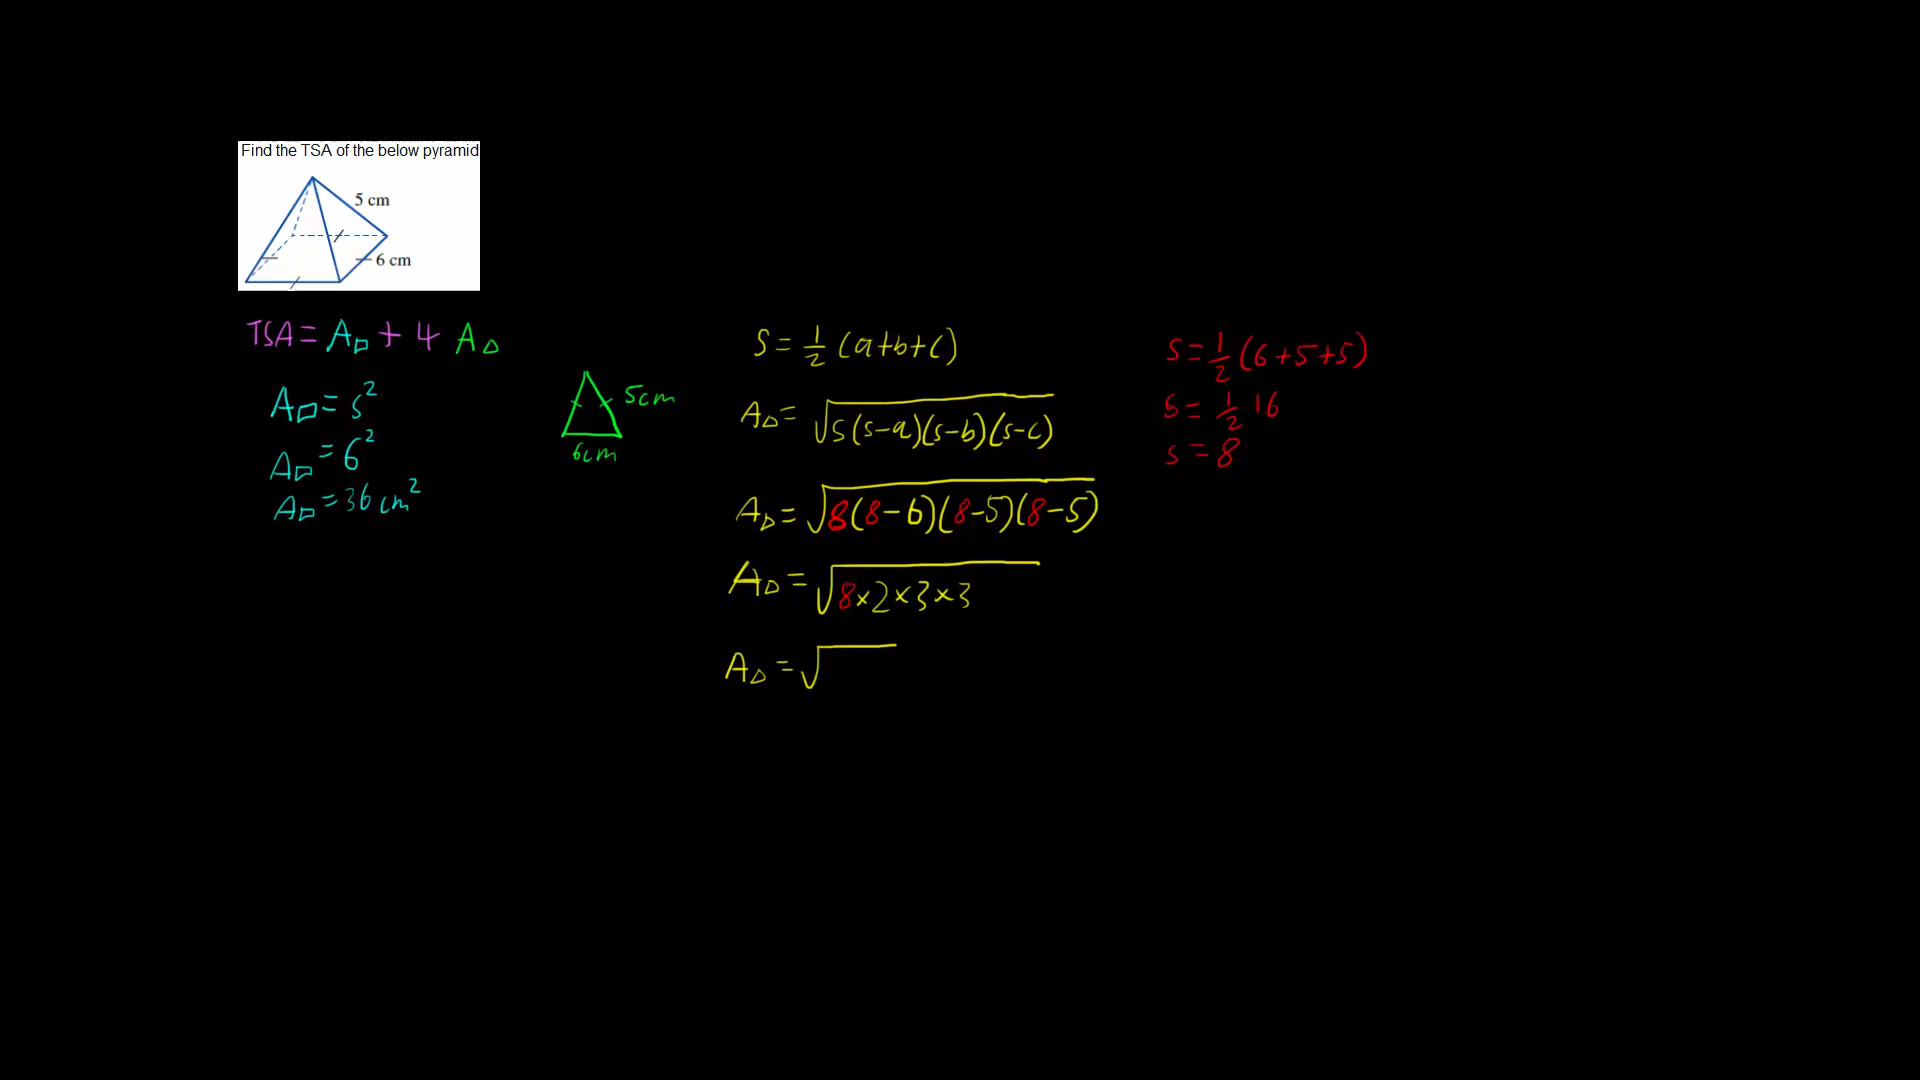 Find the TSA of the below pyramid
5 cm
6 cm
TSA = A□ + 4 A△
A□ = s²
A□ = 6²
A□ = 36 cm²
5cm
6cm
S = 1/2 (a+b+c)
A△ = √s(s-a)(s-b)(s-c)
A△ = √8(8-6)(8-5)(8-5)
A△ = √8×2×3×3
A△ = √
s = 1/2 (6+5+5)
s = 1/2 16
s = 8